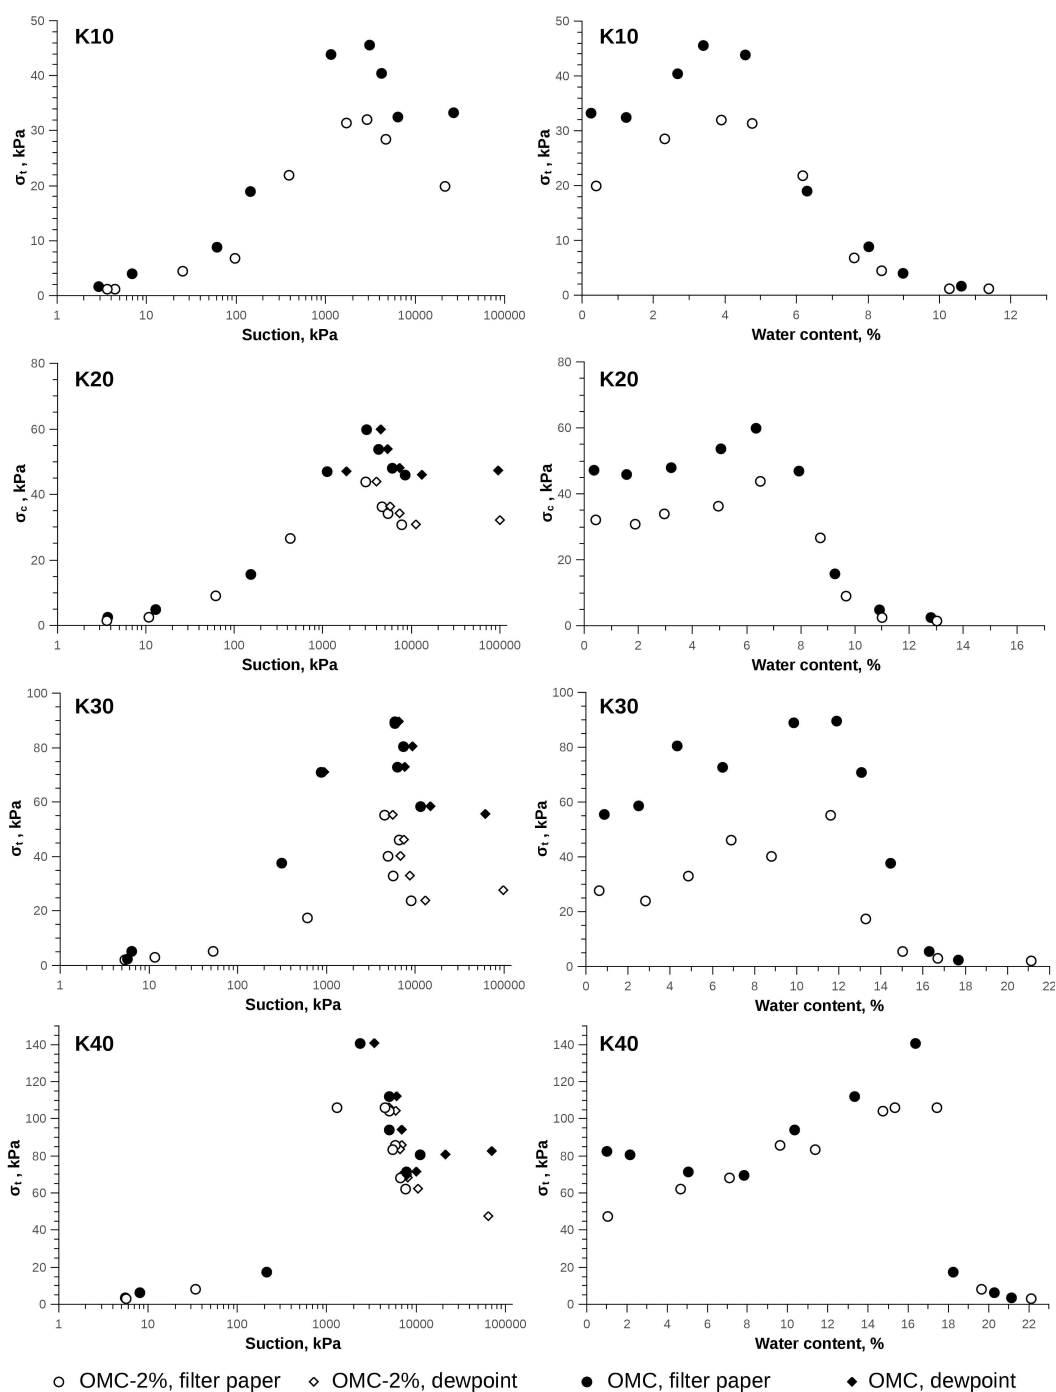 K10
50
40
30
20
10
0
σt , kPa
1 10 100 1000 10000 100000
Suction, kPa
K10
50
40
30
20
10
0
σt , kPa
0 2 4 6 8 10 12
Water content, %
K20
80
60
40
20
0
σc , kPa
1 10 100 1000 10000
Suction, kPa
K20
80
60
40
20
0
σc , kPa
0 2 4 6 8 10 12 14 16
Water content, %
K30
100
80
60
40
20
0
σt , kPa
1 10 100 1000 10000 100000
Suction, kPa
K30
100
80
60
40
20
0
σt , kPa
0 2 4 6 8 10 12 14 16 18 20 22
Water content, %
K40
140
120
100
80
60
40
20
0
σt , kPa
1 10 100 1000 10000 100000
Suction, kPa
K40
140
120
100
80
60
40
20
0
σt , kPa
0 2 4 6 8 10 12 14 16 18 20 22
Water content, %
OMC-2%, filter paper OMC-2%, dewpoint OMC, filter paper OMC, dewpoint